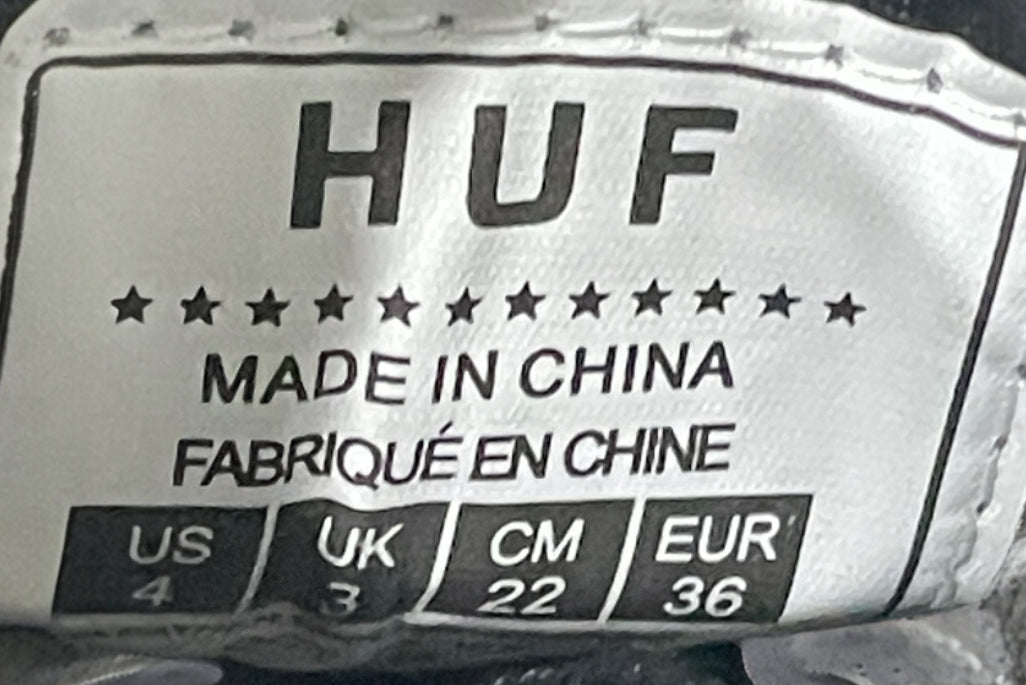 HUF
★★★★★★★★★★★★
MADE IN CHINA
FABRIQUÉ EN CHINE
US UK CM EUR
4 3 22 36